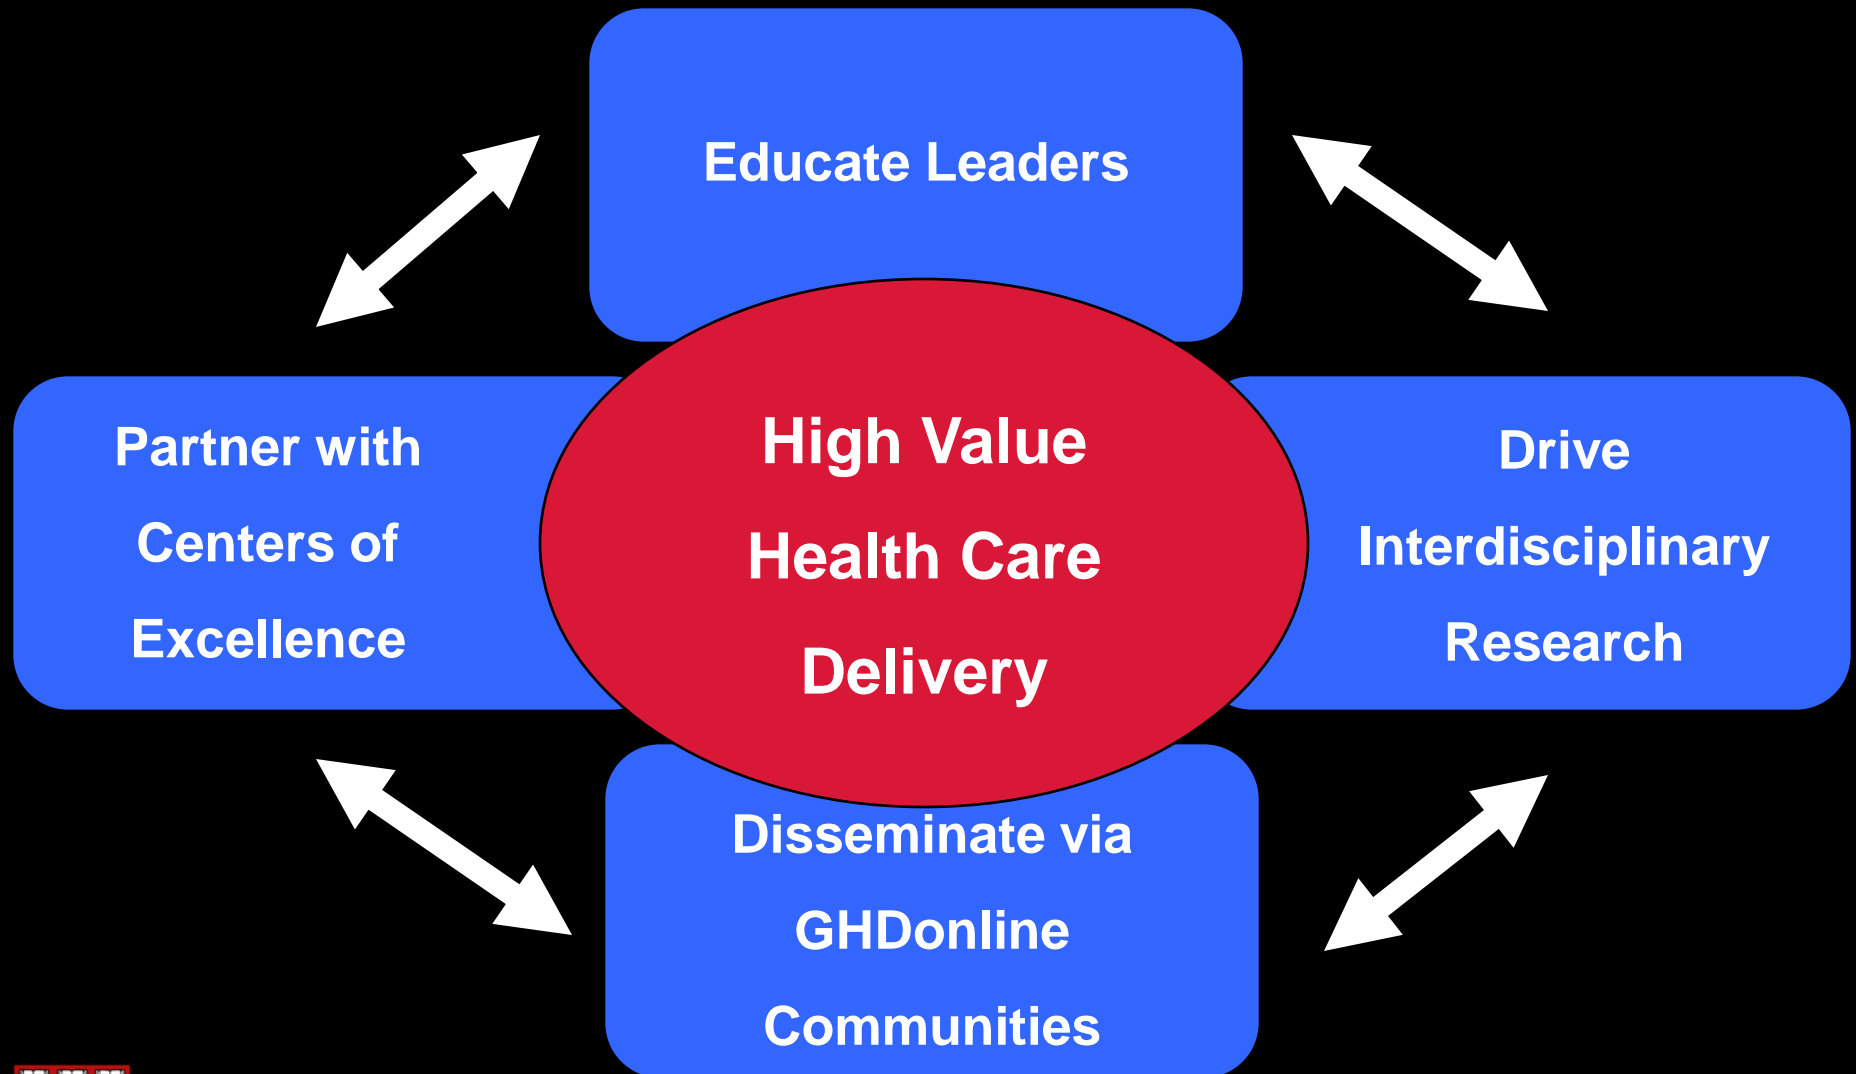 Educate Leaders
Partner with
Centers of
Excellence
High Value
Health Care
Delivery
Drive
Interdisciplinary
Research
Disseminate via
GHDonline
Communities